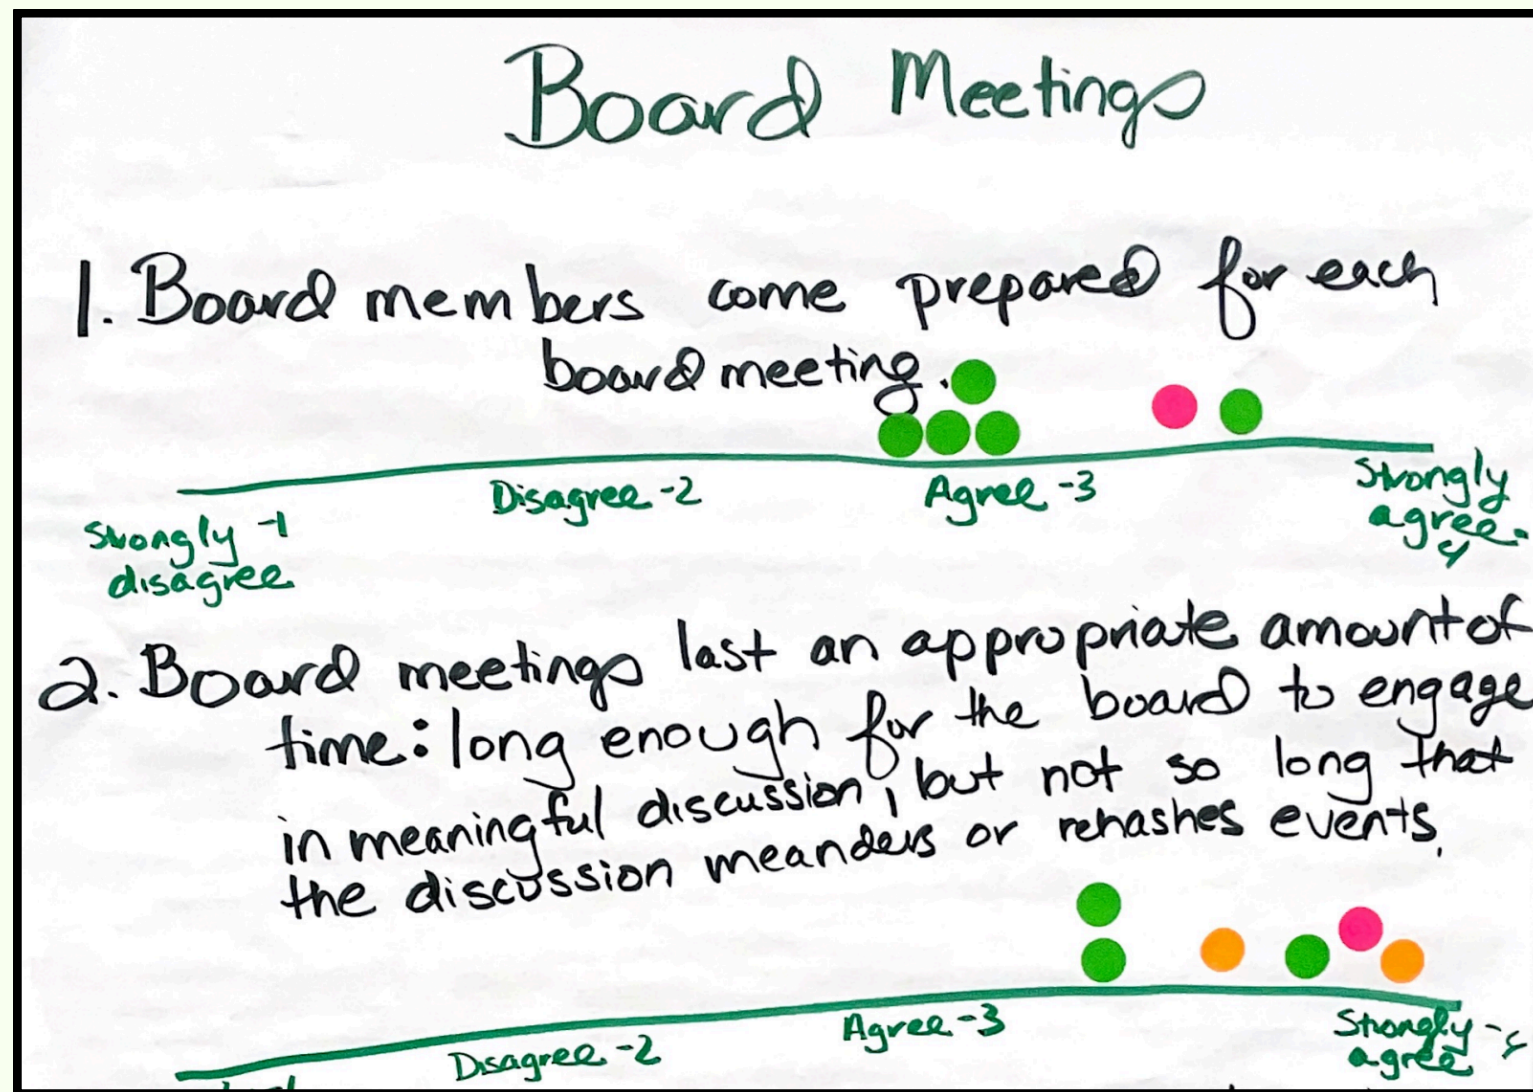 Board Meetings
1. Board members come prepared for each
board meeting.
Disagree -2
Agree -3
Strongly
agree -
4
Strongly -1
disagree
2. Board meetings last an appropriate amount of
time: long enough for the board to engage
in meaningful discussion, but not so long that
the discussion meanders or rehashes events.
Disagree -2
Agree -3
Strongly -4
agree